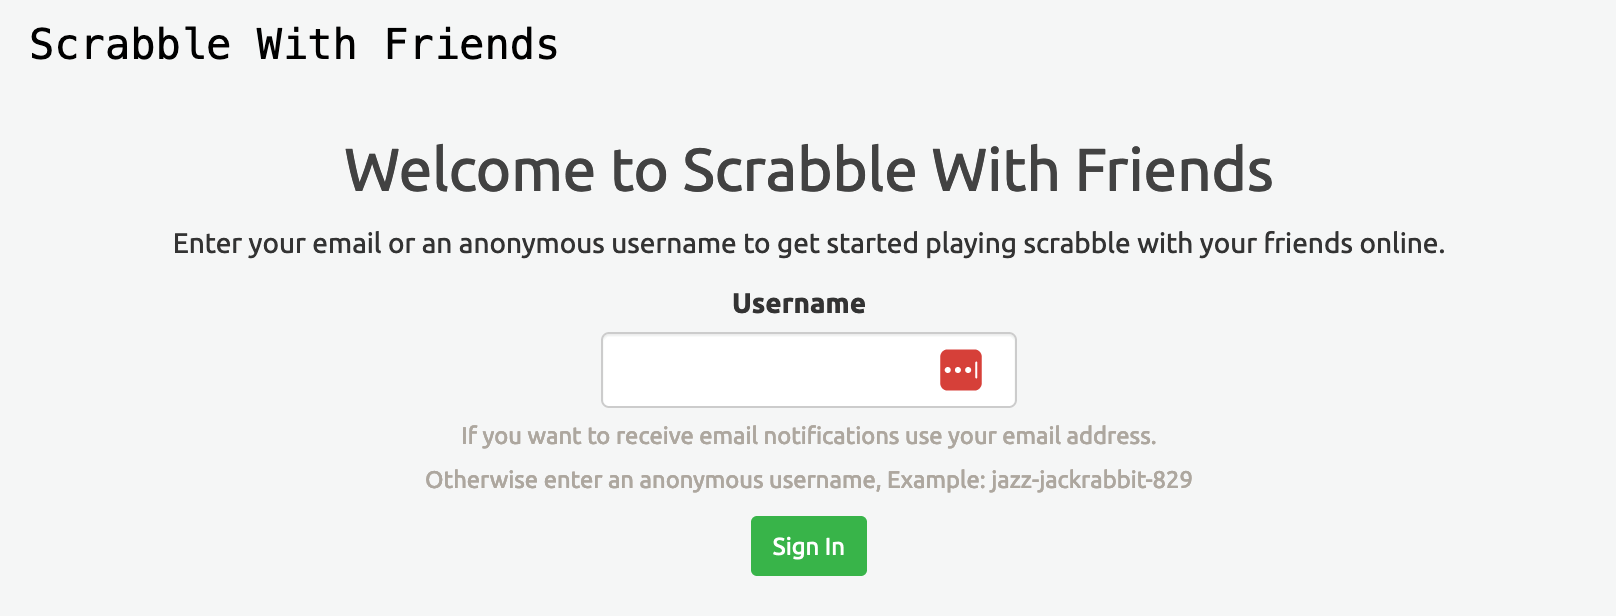 Scrabble With Friends
Welcome to Scrabble With Friends
Enter your email or an anonymous username to get started playing scrabble with your friends online.
Username
If you want to receive email notifications use your email address.
Otherwise enter an anonymous username, Example: jazz-jackrabbit-829
Sign In